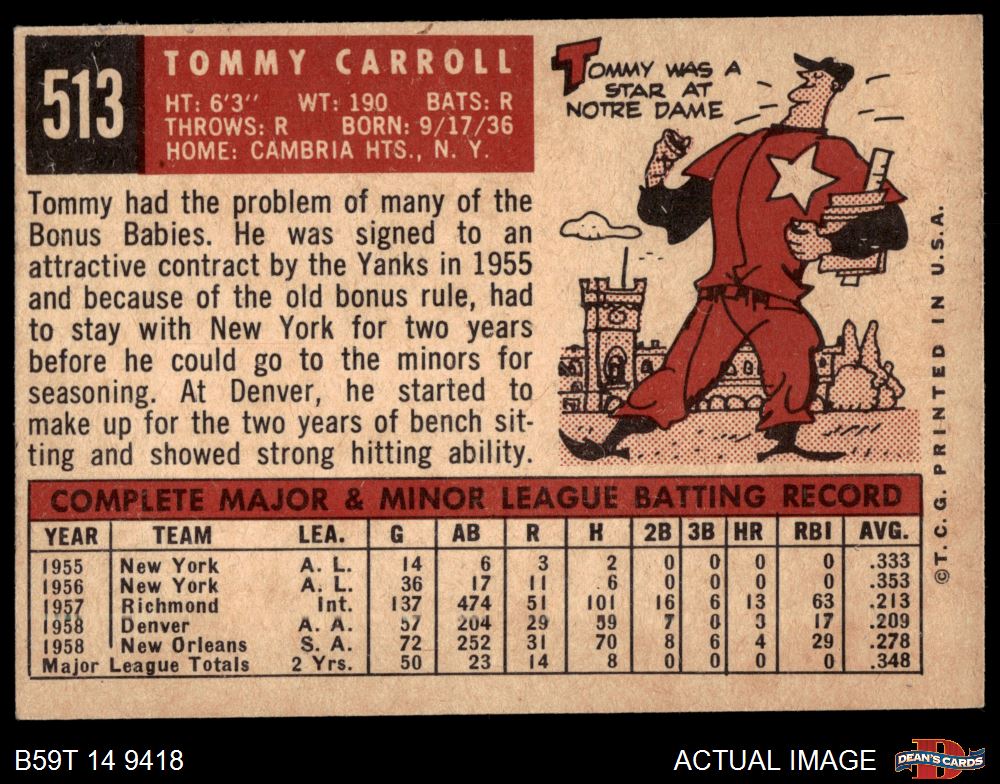 513
TOMMY CARROLL
HT: 6'3" WT: 190 BATS: R
THROWS: R BORN: 9/17/36
HOME: CAMBRIA HTS., N. Y.
TOMMY WAS A
STAR AT
NOTRE DAME
Tommy had the problem of many of the
Bonus Babies. He was signed to an
attractive contract by the Yanks in 1955
and because of the old bonus rule, had
to stay with New York for two years
before he could go to the minors for
seasoning. At Denver, he started to
make up for the two years of bench sit-
ting and showed strong hitting ability.
COMPLETE MAJOR & MINOR LEAGUE BATTING RECORD
YEAR TEAM LEA. G AB R H 2B 3B HR RBI AVG.
1955 New York A. L. 14 6 3 2 0 0 0 0 .333
1956 New York A. L. 36 17 11 6 0 0 0 0 .353
1957 Richmond Int. 137 474 51 101 16 6 13 63 .213
1958 Denver A. A. 57 204 29 59 7 0 3 17 .209
1958 New Orleans S. A. 72 252 31 70 8 6 4 29 .278
Major League Totals 2 Yrs. 50 23 14 8 0 0 0 0 .348
© T. C. G. PRINTED IN U.S.A.
B59T 14 9418
ACTUAL IMAGE
DEAN'S CARDS